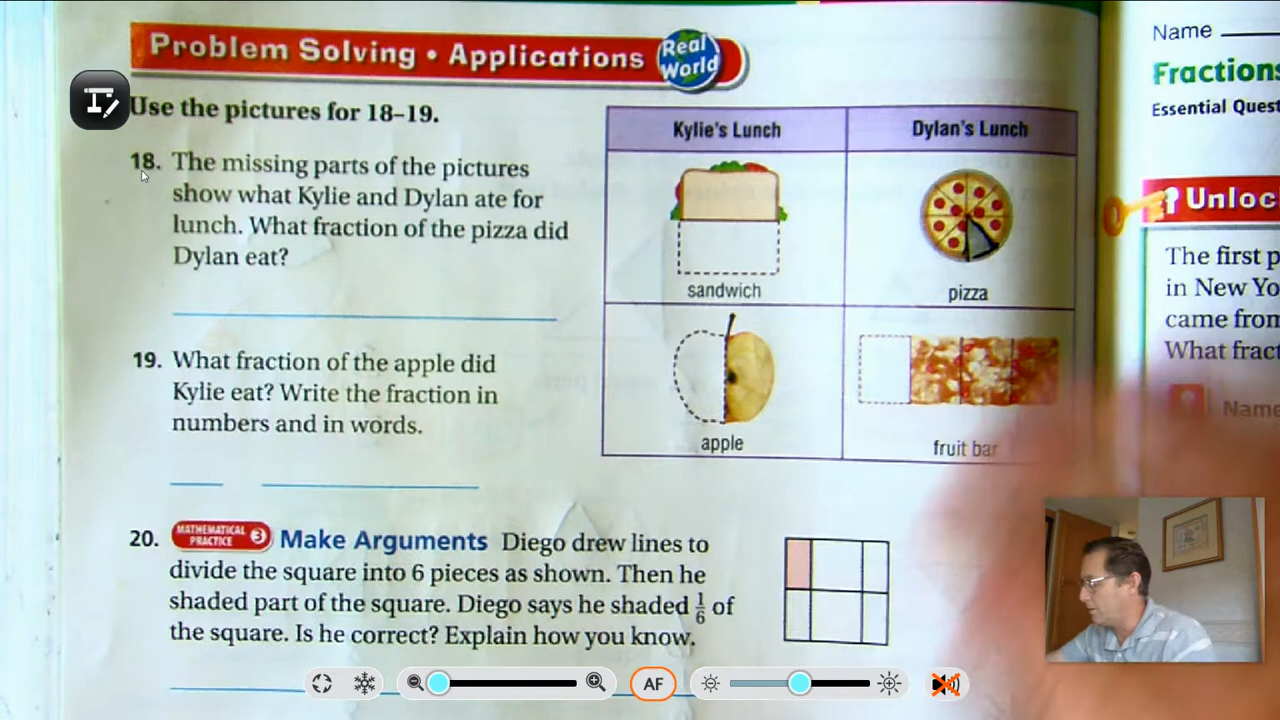 Problem Solving • Applications Real World
Use the pictures for 18–19.
18. The missing parts of the pictures
show what Kylie and Dylan ate for
lunch. What fraction of the pizza did
Dylan eat?
19. What fraction of the apple did
Kylie eat? Write the fraction in
numbers and in words.
Kylie's Lunch Dylan's Lunch
sandwich pizza
apple fruit bar
20. MATHEMATICAL PRACTICE 3 Make Arguments Diego drew lines to
divide the square into 6 pieces as shown. Then he
shaded part of the square. Diego says he shaded 1/6 of
the square. Is he correct? Explain how you know.
AF
Name
Fractions
Essential Quest
Unloc
The first p
in New Yo
came from
What fract
Name